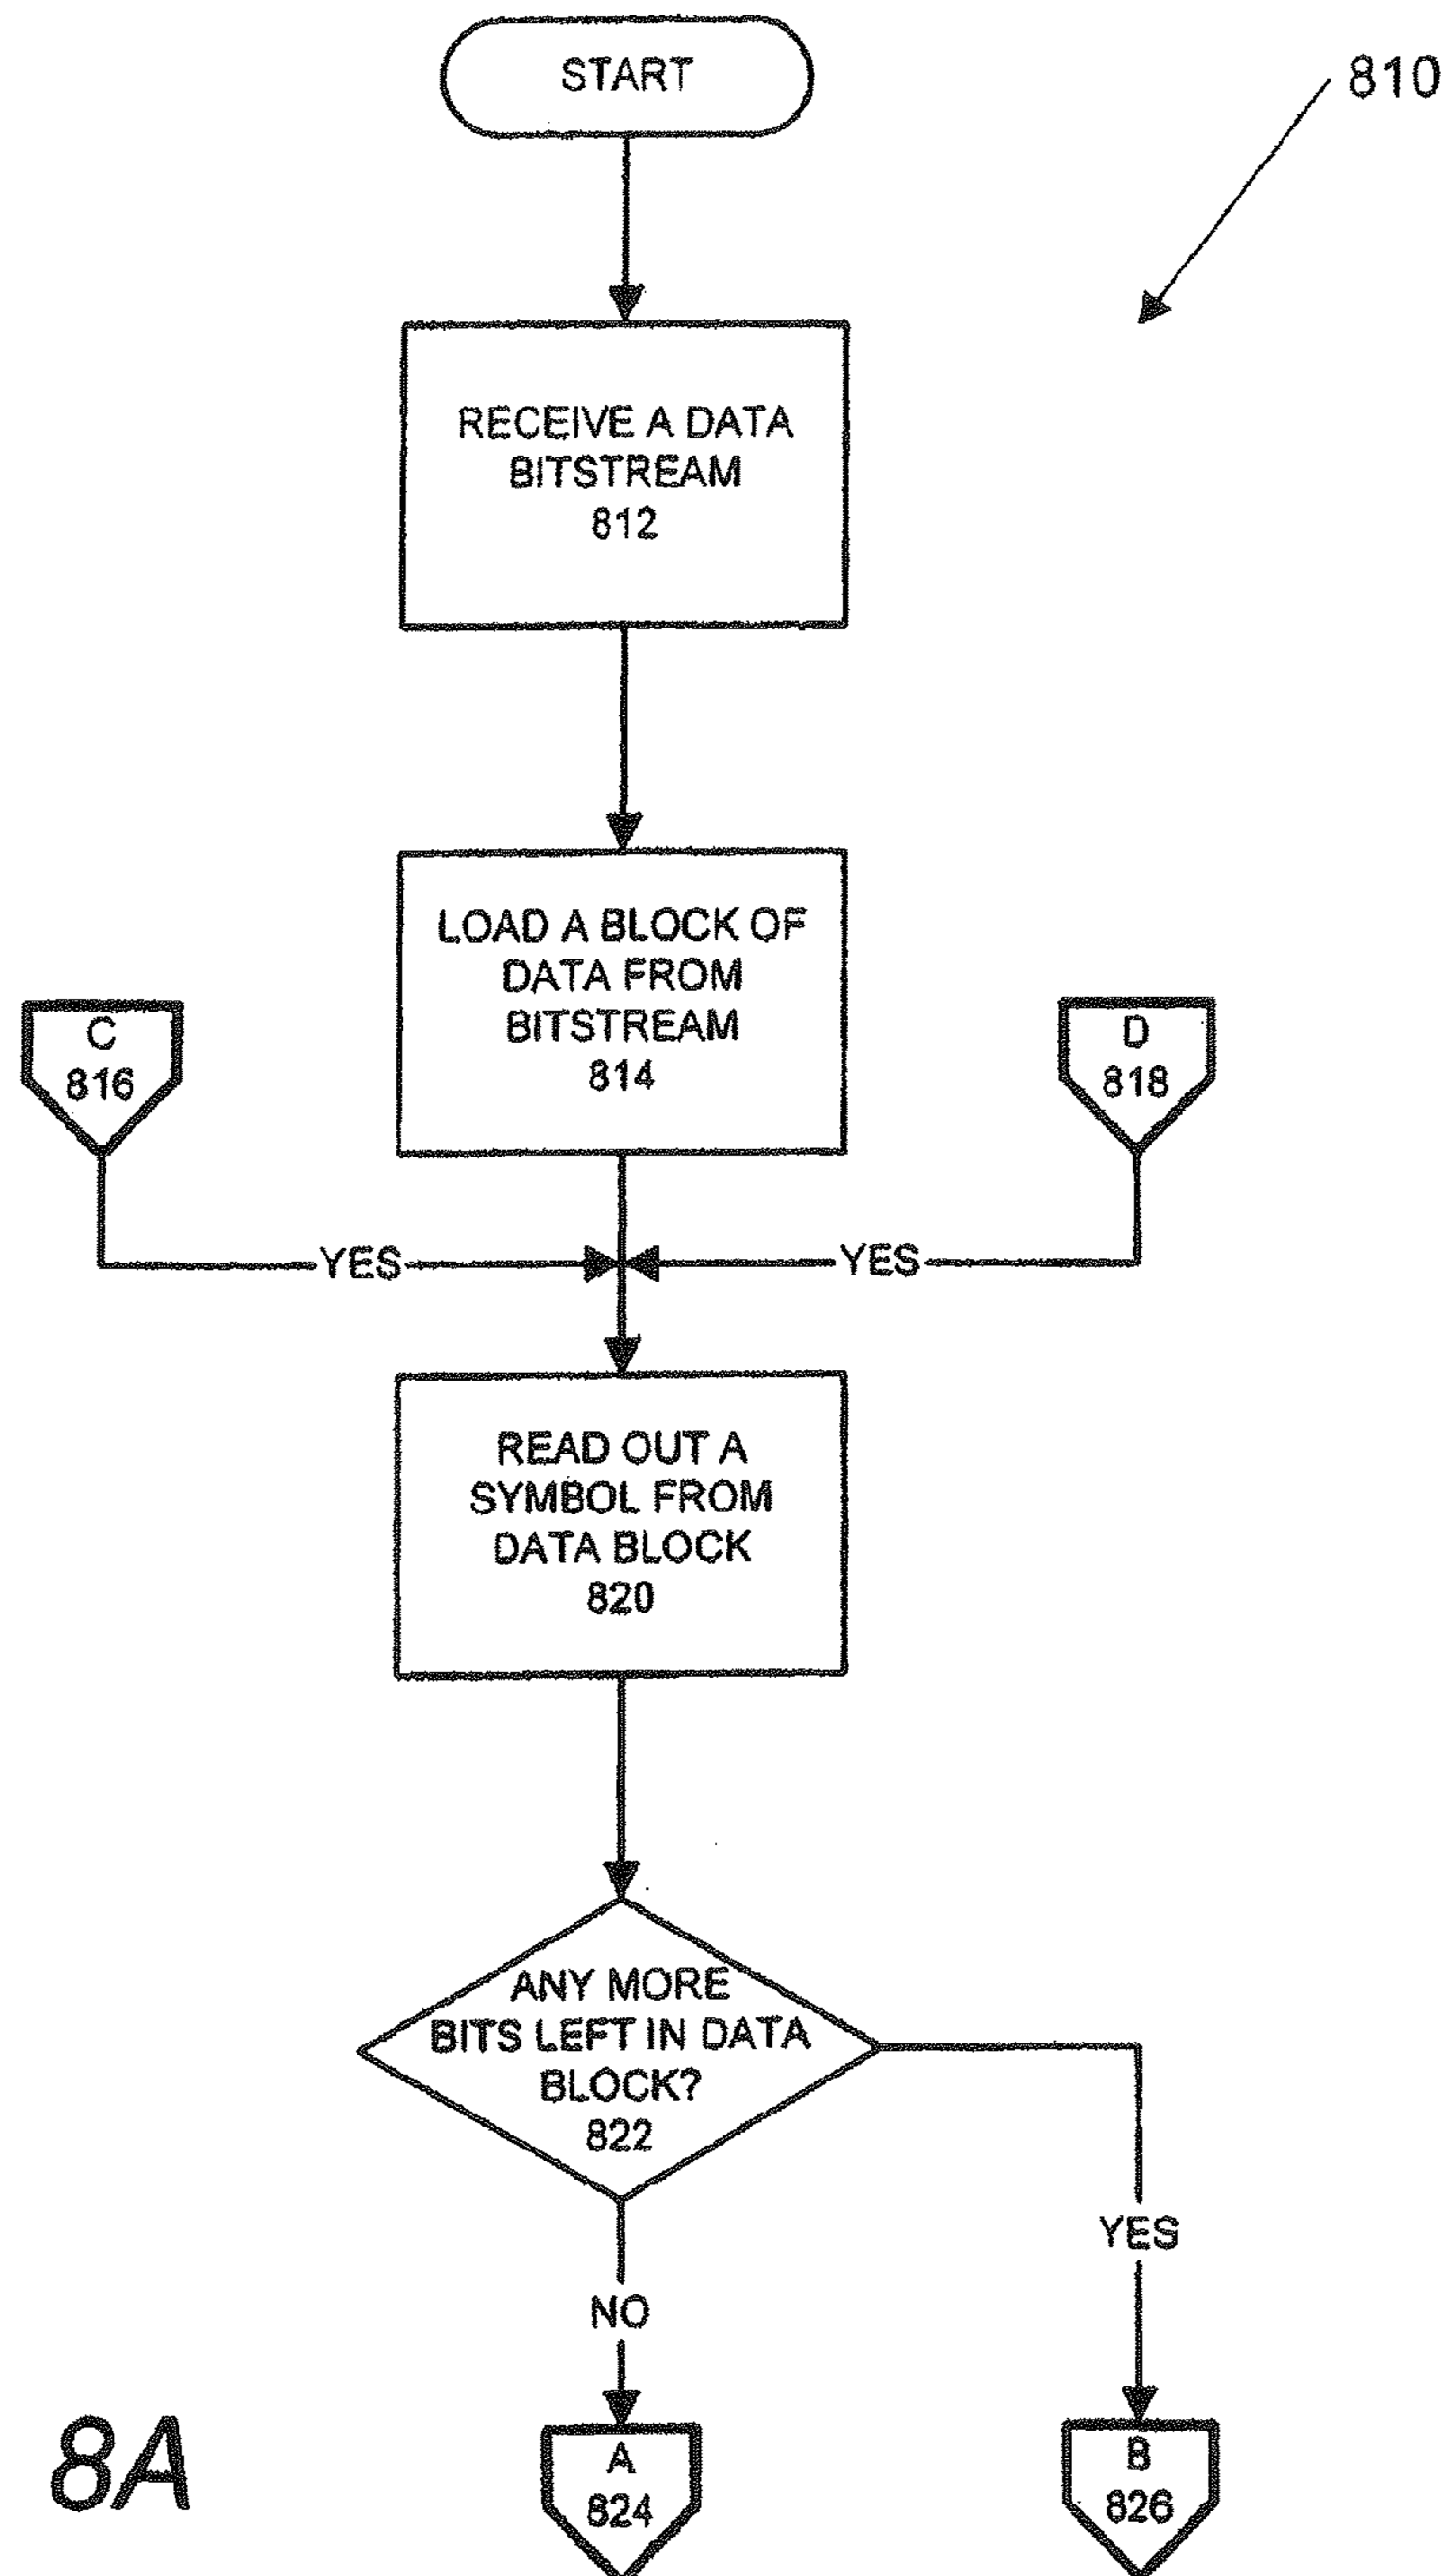 START
810
RECEIVE A DATA
BITSTREAM
812
LOAD A BLOCK OF
DATA FROM
BITSTREAM
814
C
816
D
818
YES
YES
READ OUT A
SYMBOL FROM
DATA BLOCK
820
ANY MORE
BITS LEFT IN DATA
BLOCK?
822
YES
NO
8A
A
824
B
826